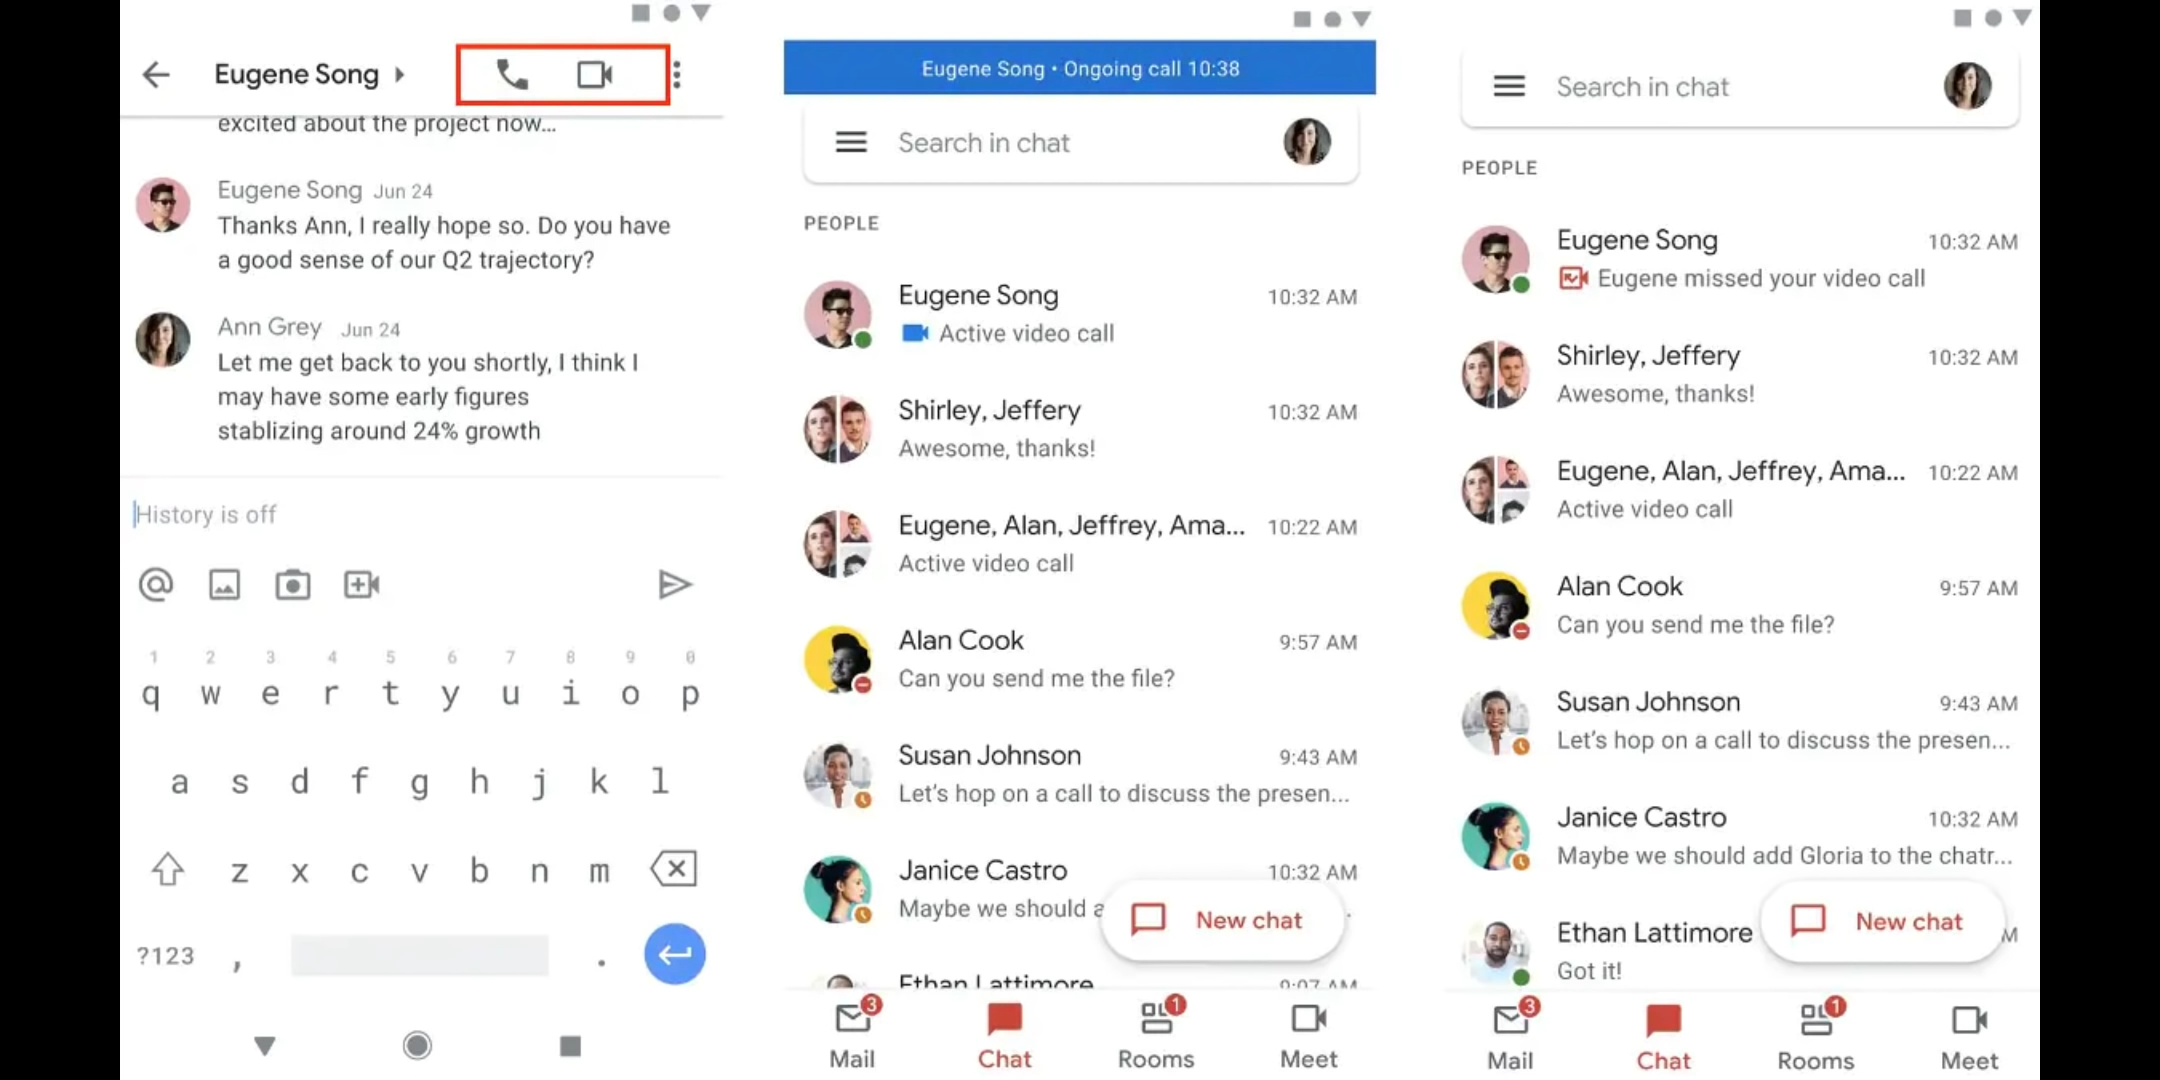 Eugene Song
excited about the project now...
Eugene Song Jun 24
Thanks Ann, I really hope so. Do you have
a good sense of our Q2 trajectory?
Ann Grey Jun 24
Let me get back to you shortly, I think I
may have some early figures
stablizing around 24% growth
History is off
1 2 3 4 5 6 7 8 9 0
q w e r t y u i o p
a s d f g h j k l
z x c v b n m
?123 , .
Eugene Song • Ongoing call 10:38
Search in chat
PEOPLE
Eugene Song 10:32 AM
Active video call
Shirley, Jeffery 10:32 AM
Awesome, thanks!
Eugene, Alan, Jeffrey, Ama... 10:22 AM
Active video call
Alan Cook 9:57 AM
Can you send me the file?
Susan Johnson 9:43 AM
Let's hop on a call to discuss the presen...
Janice Castro 10:32 AM
Maybe we should a
New chat
Ethan Lattimore 9:07 AM
3 1
Mail Chat Rooms Meet
Search in chat
PEOPLE
Eugene Song 10:32 AM
Eugene missed your video call
Shirley, Jeffery 10:32 AM
Awesome, thanks!
Eugene, Alan, Jeffrey, Ama... 10:22 AM
Active video call
Alan Cook 9:57 AM
Can you send me the file?
Susan Johnson 9:43 AM
Let's hop on a call to discuss the presen...
Janice Castro 10:32 AM
Maybe we should add Gloria to the chatr...
Ethan Lattimore M
New chat
Got it!
3 1
Mail Chat Rooms Meet